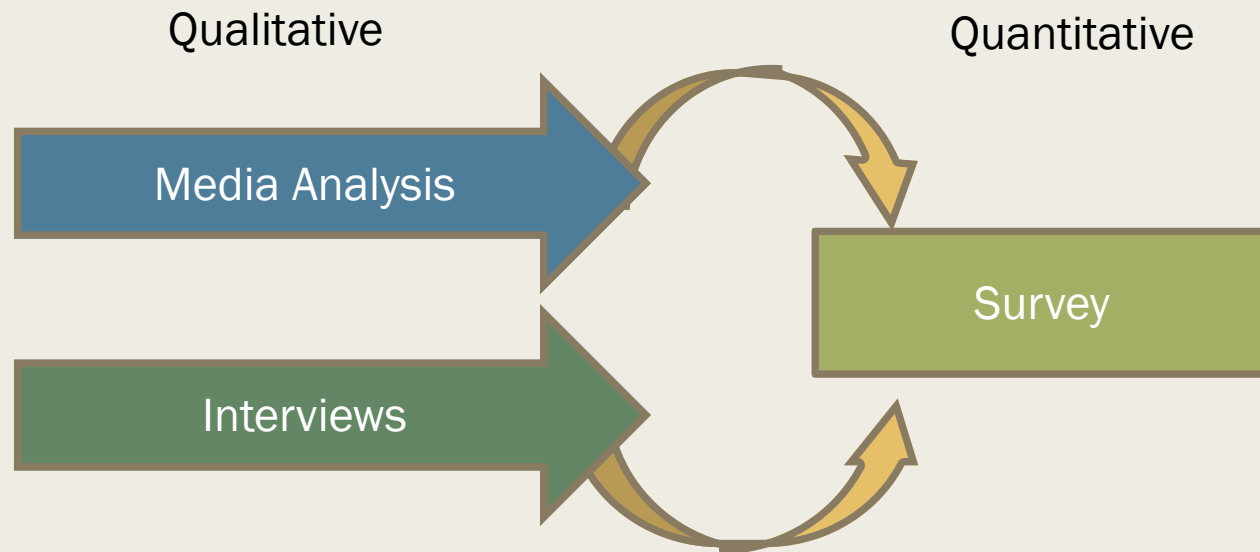 Qualitative
Quantitative
Media Analysis
Survey
Interviews